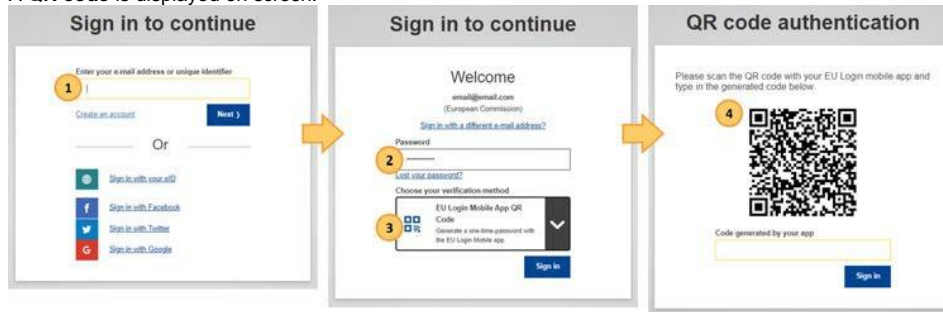 A QR code is displayed on screen.
Sign in to continue
Enter your e-mail address or unique identifier
1
Create an account
Next ›
Or
Sign in with your eID
f
Sign in with Facebook
Sign in with Twitter
G
Sign in with Google
Sign in to continue
Welcome
email@email.com
(European Commission)
Sign in with a different e-mail address?
Password
2
Lost your password?
Choose your verification method
3
EU Login Mobile App QR
Code
Generate a one-time password with
the EU Login Mobile app.
Sign in
QR code authentication
Please scan the QR code with your EU Login mobile app and
type in the generated code below.
4
Code generated by your app
Sign in